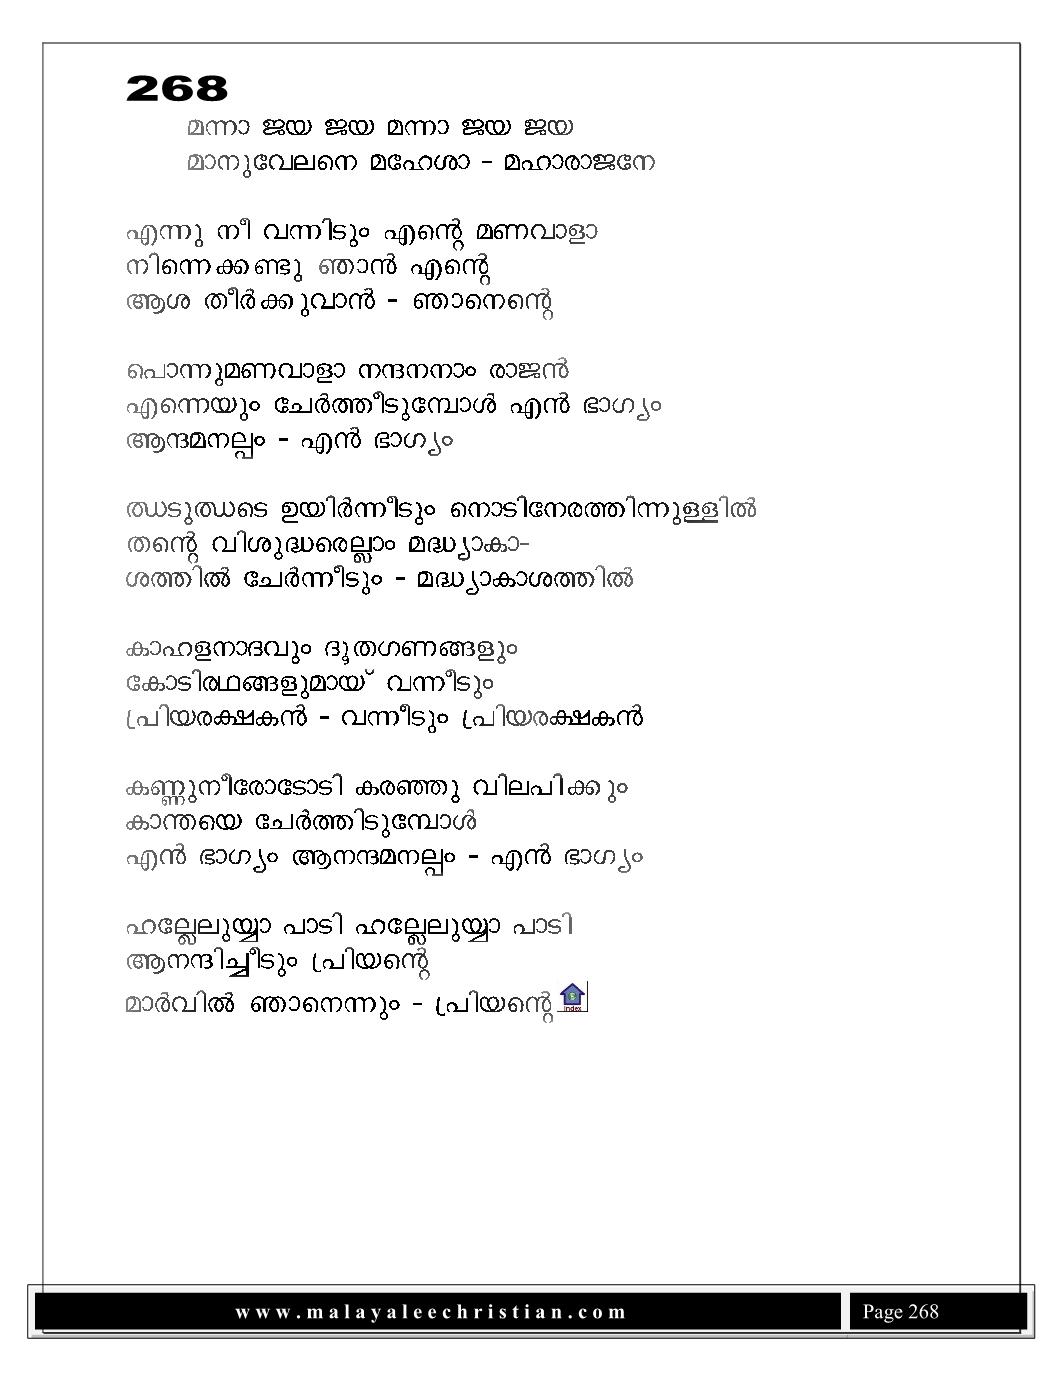 268
മന്നാ ജയ ജയ മന്നാ ജയ ജയ
മാനുവേലനെ മഹേശാ - മഹാരാജനേ
എന്നു നീ വന്നിടും എന്റെ മണവാളാ
നിന്നെക്കണ്ടു ഞാൻ എന്റെ
ആശ തീർക്കുവാൻ - ഞാനെന്റെ
പൊന്നുമണവാളാ നന്ദനനാം രാജൻ
എന്നെയും ചേർത്തീടുമ്പോൾ എൻ ഭാഗ്യം
ആന്ദമനല്പം - എൻ ഭാഗ്യം
ഝടുഝടെ ഉയിർന്നീടും നൊടിനേരത്തിന്നുള്ളിൽ
തന്റെ വിശുദ്ധരെല്ലാം മദ്ധ്യാകാ-
ശത്തിൽ ചേർന്നീടും - മദ്ധ്യാകാശത്തിൽ
കാഹളനാദവും ദൂതഗണങ്ങളും
കോടിരഥങ്ങളുമായ് വന്നീടും
പ്രിയരക്ഷകൻ - വന്നീടും പ്രിയരക്ഷകൻ
കണ്ണുനീരോടോടി കരഞ്ഞു വിലപിക്കും
കാന്തയെ ചേർത്തിടുമ്പോൾ
എൻ ഭാഗ്യം ആനന്ദമനല്പം - എൻ ഭാഗ്യം
ഹല്ലേലുയ്യാ പാടി ഹല്ലേലുയ്യാ പാടി
ആനന്ദിച്ചീടും പ്രിയന്റെ
മാർവിൽ ഞാനെന്നും - പ്രിയന്റെ
Index
www.malayaleechristian.com
Page 268